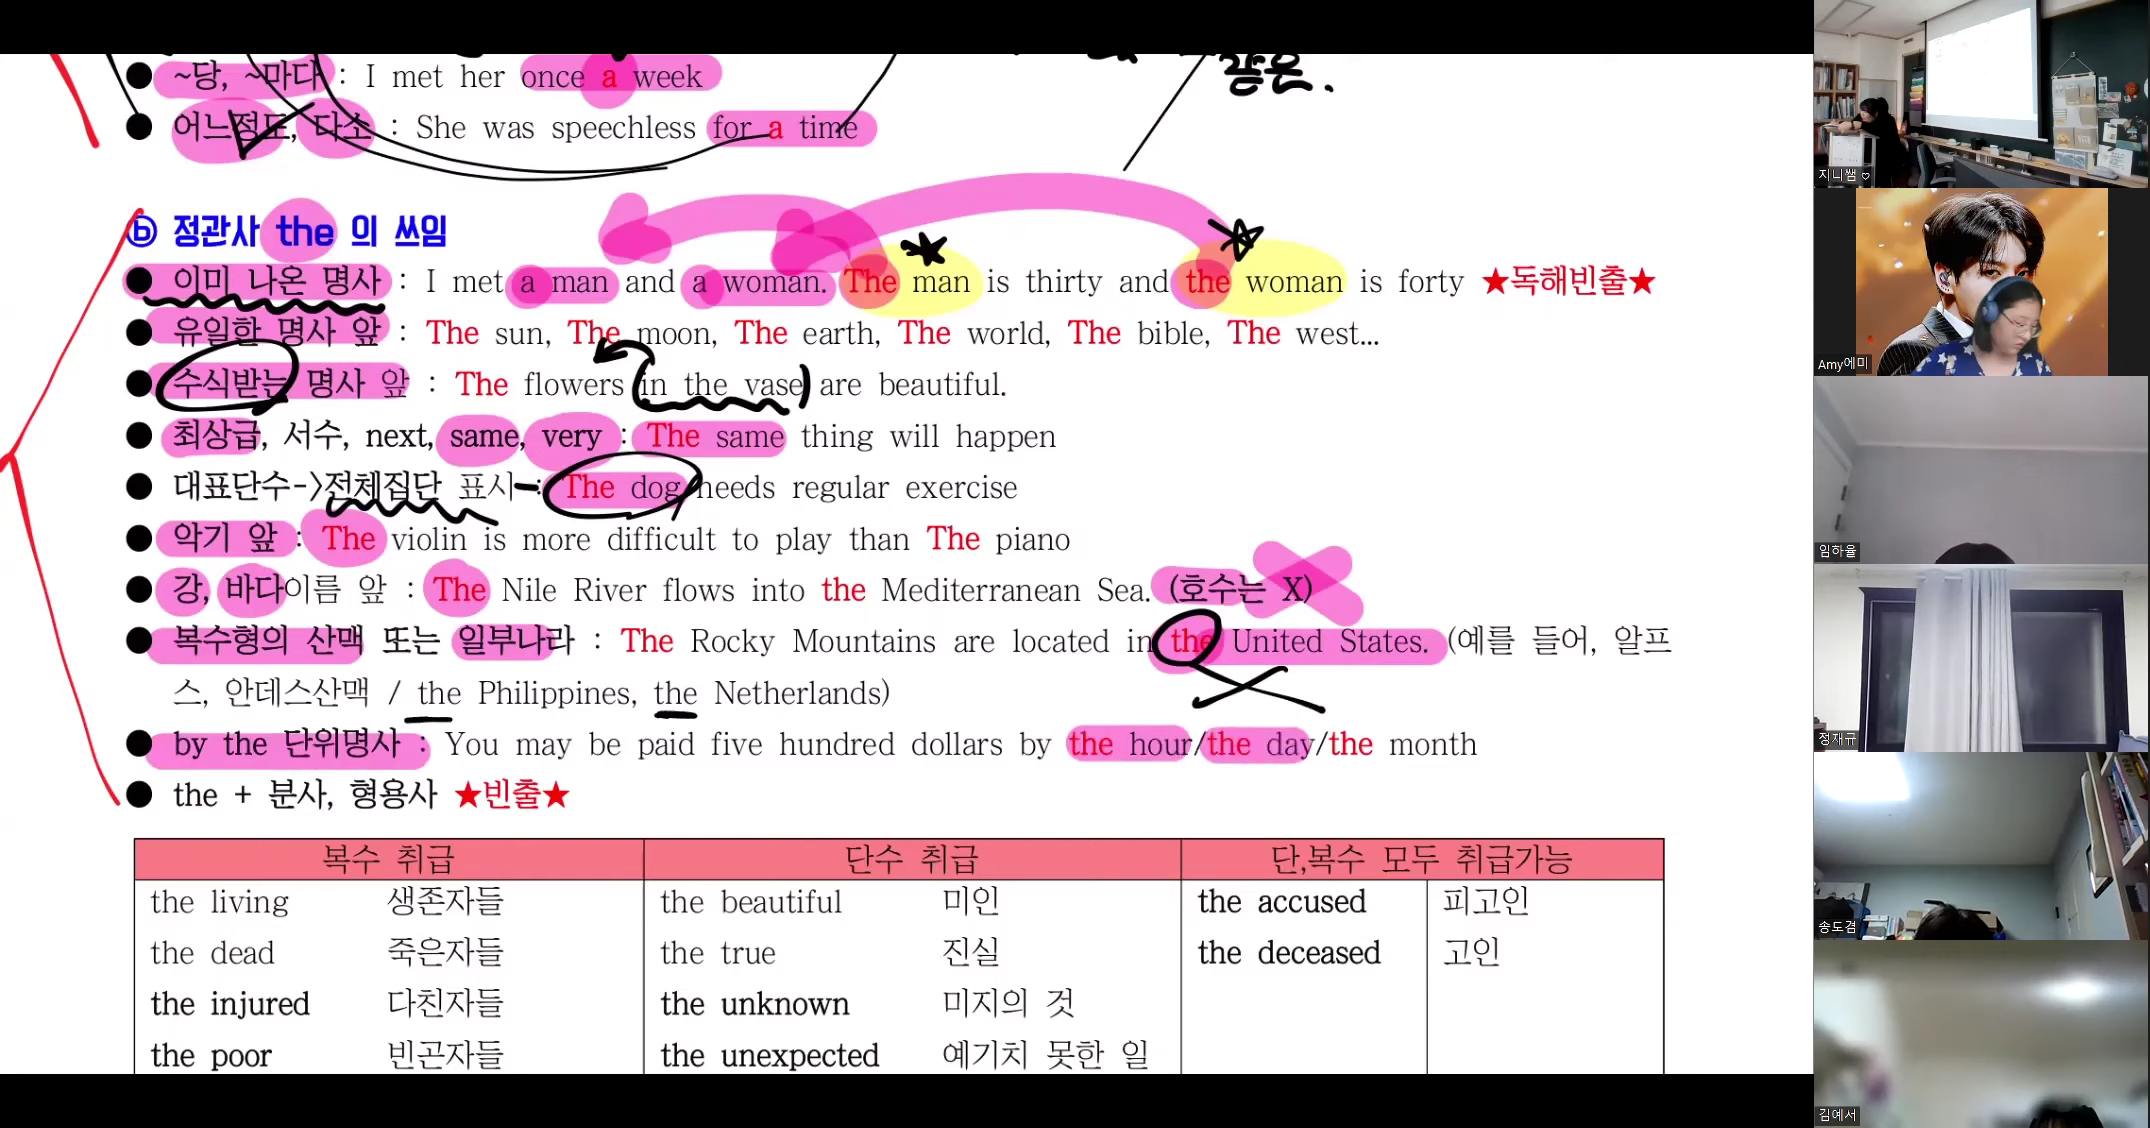 같은.
● ~당, ~마다 : I met her once a week
● 어느정도, 다소 : She was speechless for a time
ⓑ 정관사 the 의 쓰임
● 이미 나온 명사 : I met a man and a woman. The man is thirty and the woman is forty ★독해빈출★
● 유일한 명사 앞 : The sun, The moon, The earth, The world, The bible, The west...
● 수식받는 명사 앞 : The flowers (in the vase) are beautiful.
● 최상급, 서수, next, same, very : The same thing will happen
● 대표단수->전체집단 표시 : The dog needs regular exercise
● 악기 앞 : The violin is more difficult to play than The piano
● 강, 바다이름 앞 : The Nile River flows into the Mediterranean Sea. (호수는 X)
● 복수형의 산맥 또는 일부나라 : The Rocky Mountains are located in the United States. (예를 들어, 알프
스, 안데스산맥 / the Philippines, the Netherlands)
● by the 단위명사 : You may be paid five hundred dollars by the hour/the day/the month
● the + 분사, 형용사 ★빈출★
복수 취급 단수 취급 단,복수 모두 취급가능
the living 생존자들 the beautiful 미인 the accused 피고인
the dead 죽은자들 the true 진실 the deceased 고인
the injured 다친자들 the unknown 미지의 것
the poor 빈곤자들 the unexpected 예기치 못한 일
지니쌤 ♡
Amy에미
임하율
정재규
송도겸
김예서